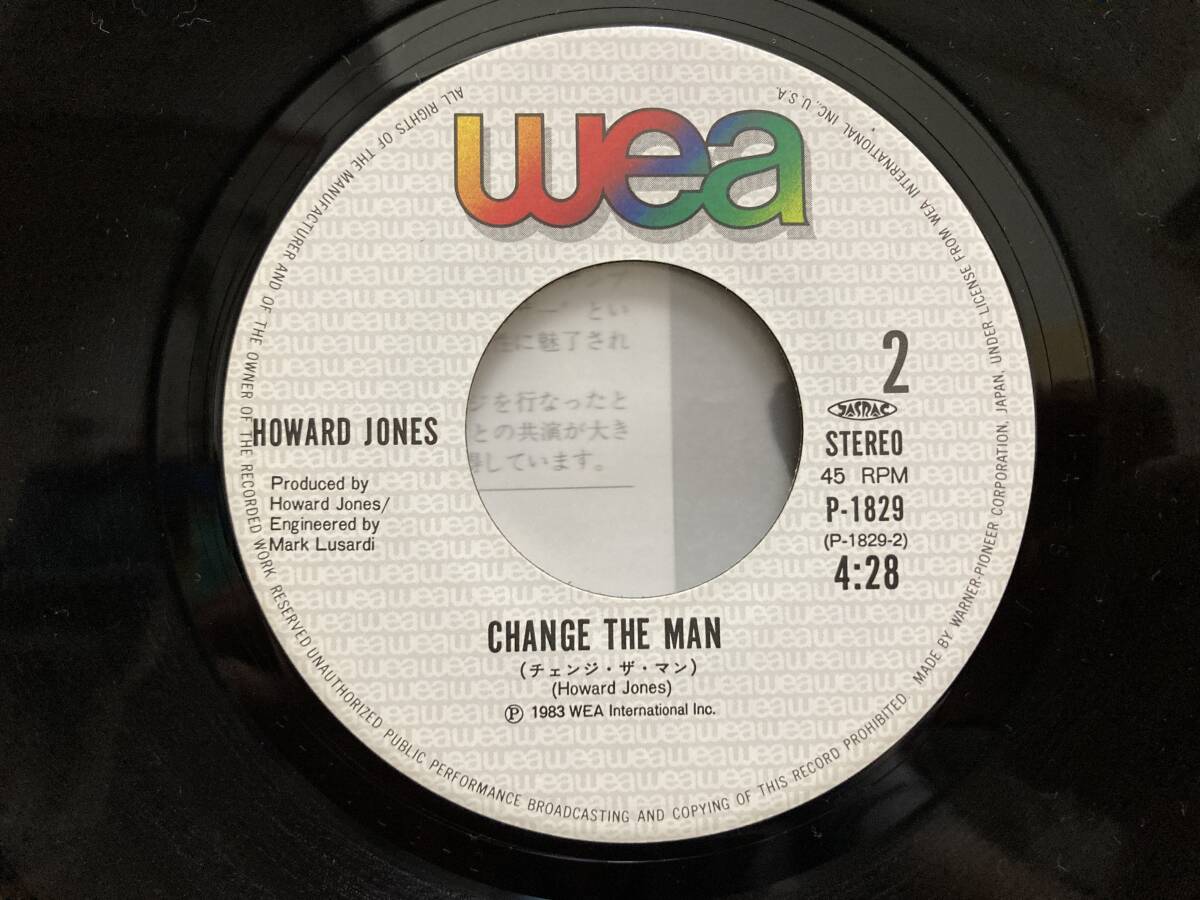 wea
ALL RIGHTS OF THE MANUFACTURER AND OF THE OWNER OF THE RECORDED WORK RESERVED UNAUTHORIZED PUBLIC PERFORMANCE BROADCASTING AND COPYING OF THIS RECORD PROHIBITED. MADE BY WARNER-PIONEER CORPORATION, JAPAN, UNDER LICENSE FROM WEA INTERNATIONAL INC., U.S.A.
とい
に魅了され
を行なったと
との共演が大き
しています。
2
JASRAC
HOWARD JONES
STEREO
45 RPM
Produced by
Howard Jones/
Engineered by
Mark Lusardi
P-1829
(P-1829-2)
4:28
CHANGE THE MAN
(チェンジ・ザ・マン)
(Howard Jones)
Ⓟ 1983 WEA International Inc.